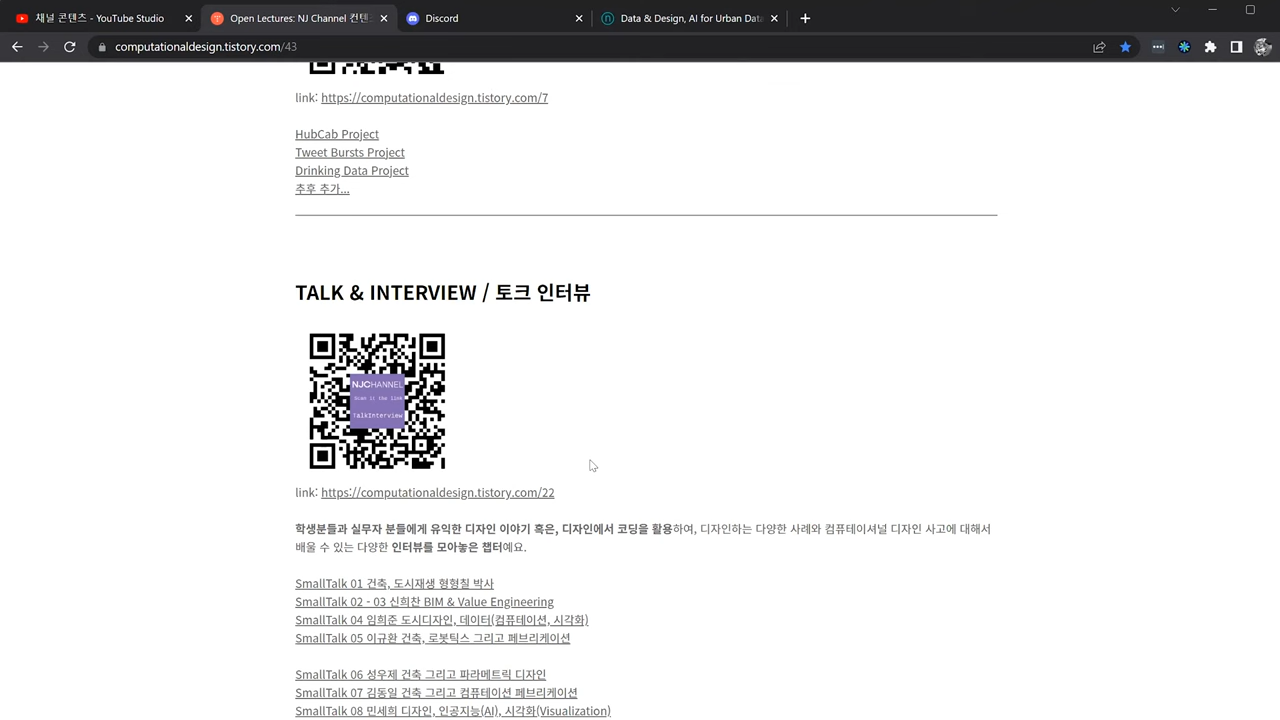 채널 콘텐츠 - YouTube Studio
Open Lectures: NJ Channel 컨텐
Discord
Data & Design, AI for Urban Data
computationaldesign.tistory.com/43
link: https://computationaldesign.tistory.com/7
HubCab Project
Tweet Bursts Project
Drinking Data Project
추후 추가...
TALK & INTERVIEW / 토크 인터뷰
NJCHANNEL
Scan it the link
TalkInterview
link: https://computationaldesign.tistory.com/22
학생분들과 실무자 분들에게 유익한 디자인 이야기 혹은, 디자인에서 코딩을 활용하여, 디자인하는 다양한 사례와 컴퓨테이셔널 디자인 사고에 대해서
배울 수 있는 다양한 인터뷰를 모아놓은 챕터예요.
SmallTalk 01 건축, 도시재생 형형칠 박사
SmallTalk 02 - 03 신희찬 BIM & Value Engineering
SmallTalk 04 임희준 도시디자인, 데이터(컴퓨테이션, 시각화)
SmallTalk 05 이규환 건축, 로봇틱스 그리고 페브리케이션
SmallTalk 06 성우제 건축 그리고 파라메트릭 디자인
SmallTalk 07 김동일 건축 그리고 컴퓨테이션 페브리케이션
SmallTalk 08 민세희 디자인, 인공지능(AI), 시각화(Visualization)